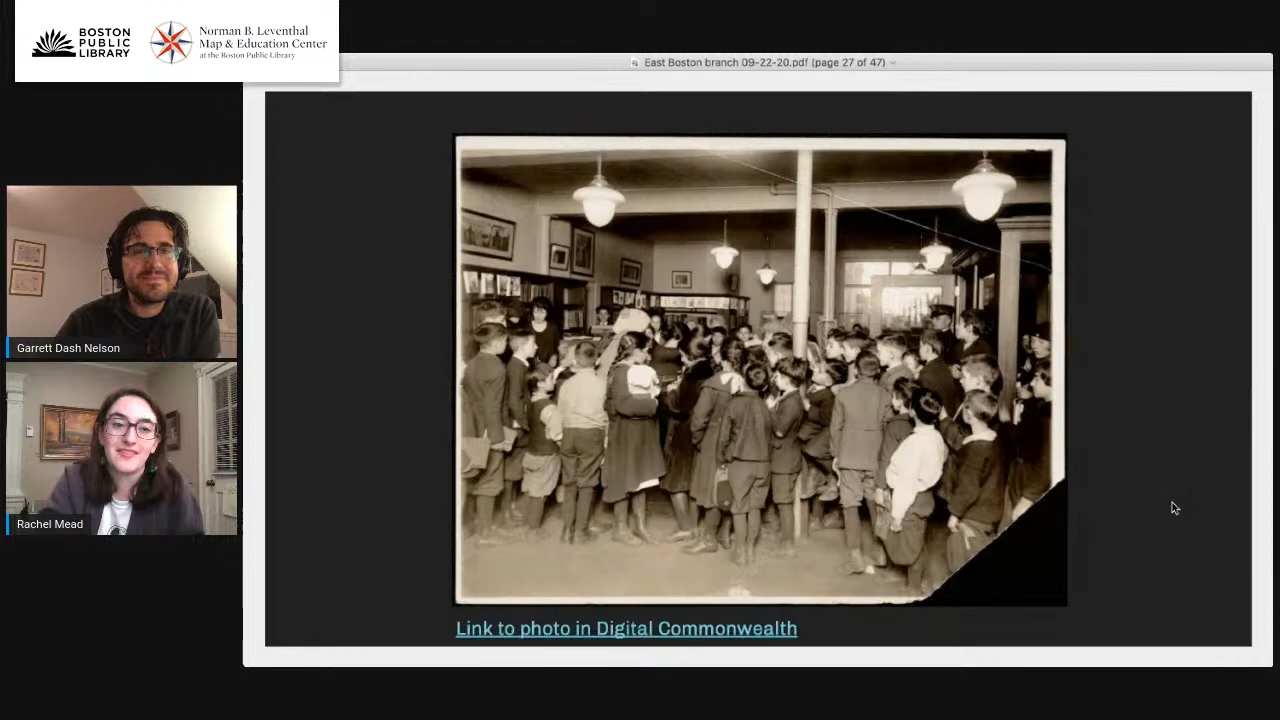 BOSTON
PUBLIC
LIBRARY
Norman B. Leventhal
Map & Education Center
at the Boston Public Library
East Boston branch 09-22-20.pdf (page 27 of 47)
Garrett Dash Nelson
Rachel Mead
Link to photo in Digital Commonwealth